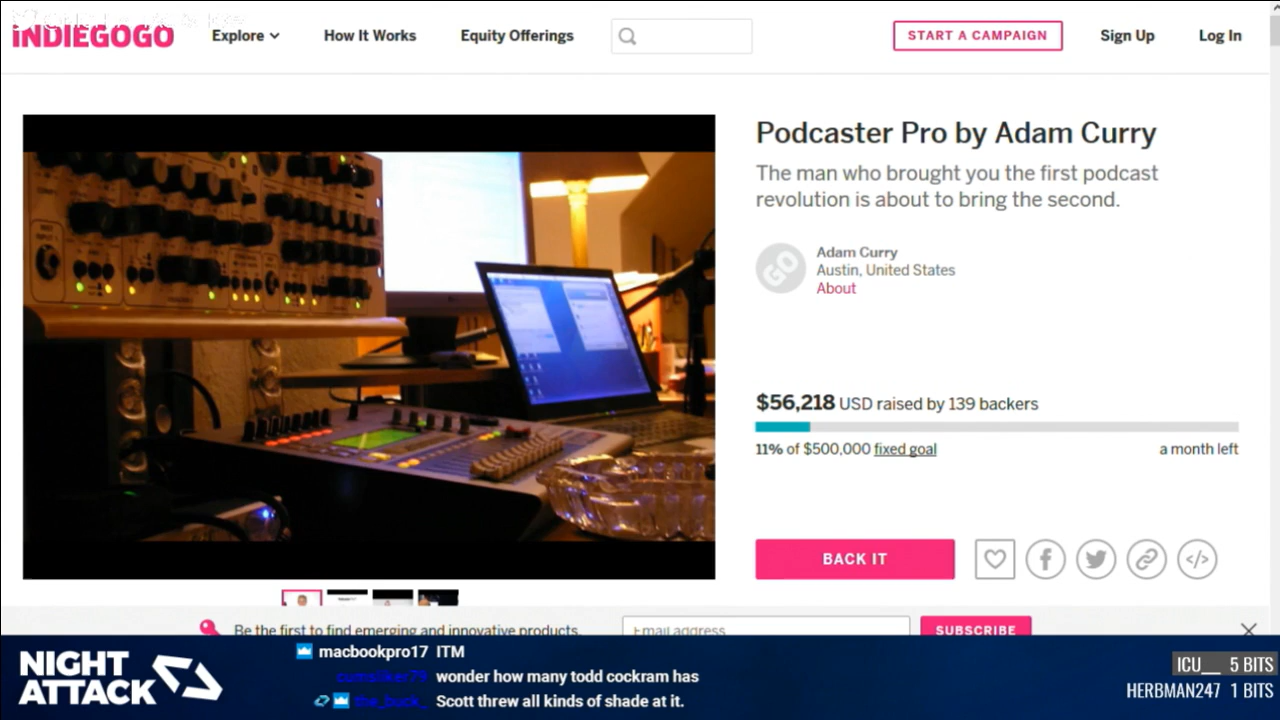 INDIEGOGO
Explore
How It Works
Equity Offerings
START A CAMPAIGN
Sign Up
Log In
Podcaster Pro by Adam Curry
The man who brought you the first podcast
revolution is about to bring the second.
GO
Adam Curry
Austin, United States
About
$56,218 USD raised by 139 backers
11% of $500,000 fixed goal
a month left
BACK IT
</>
Be the first to find emerging and innovative products.
Email address
SUBSCRIBE
NIGHT
ATTACK
macbookpro17 ITM
wonder how many todd cockram has
the_buck_ Scott threw all kinds of shade at it.
ICU__ 5 BITS
HERBMAN247 1 BITS